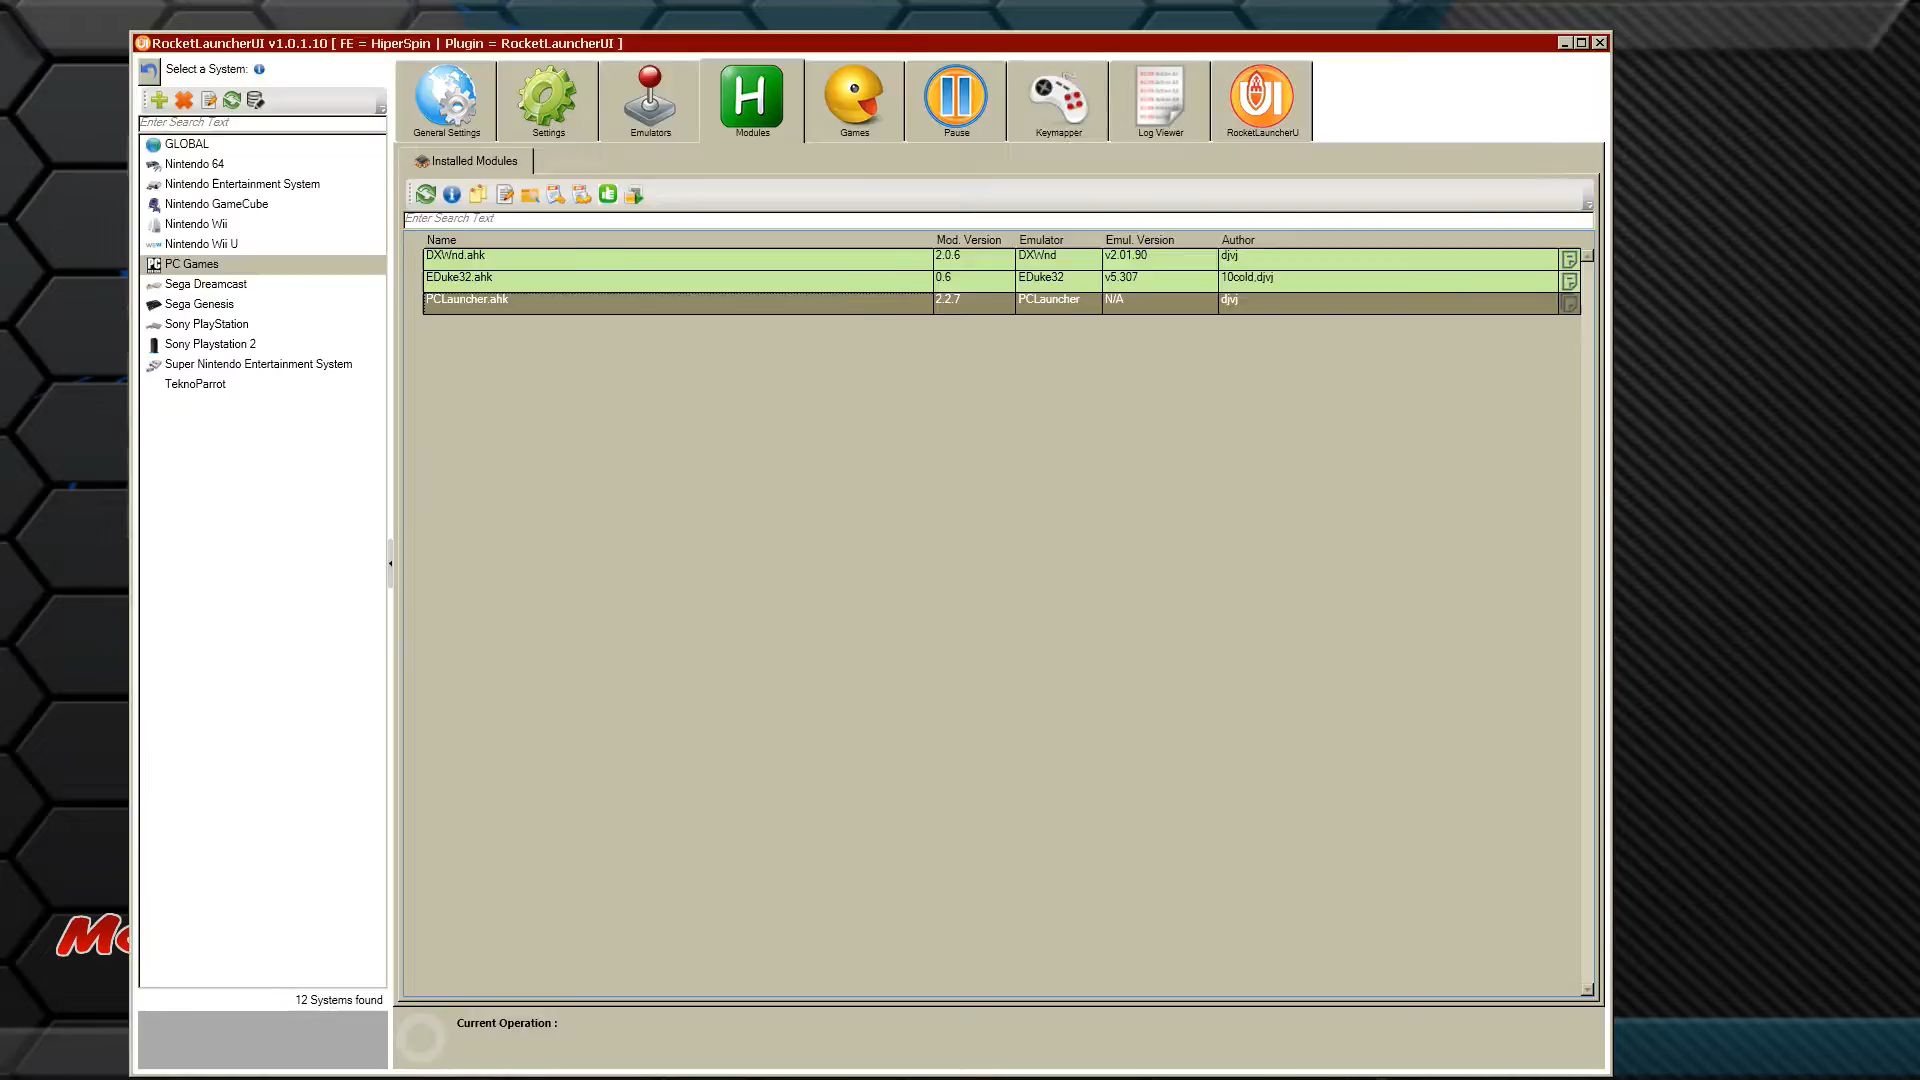 RocketLauncherUI v1.0.1.10 [ FE = HiperSpin | Plugin = RocketLauncherUI ]
Select a System:
Enter Search Text
GLOBAL
Nintendo 64
Nintendo Entertainment System
Nintendo GameCube
Nintendo Wii
Nintendo Wii U
PC Games
Sega Dreamcast
Sega Genesis
Sony PlayStation
Sony Playstation 2
Super Nintendo Entertainment System
TeknoParrot
12 Systems found
General Settings
Settings
H
Emulators
Modules
Games
Pause
Keymapper
Log Viewer
UI
RocketLauncherU
Installed Modules
Enter Search Text
Name Mod. Version Emulator Emul. Version Author
DXWnd.ahk 2.0.6 DXWnd v2.01.90 djvj
EDuke32.ahk 0.6 EDuke32 v5.307 10cold,djvj
PCLauncher.ahk 2.2.7 PCLauncher N/A djvj
Current Operation :